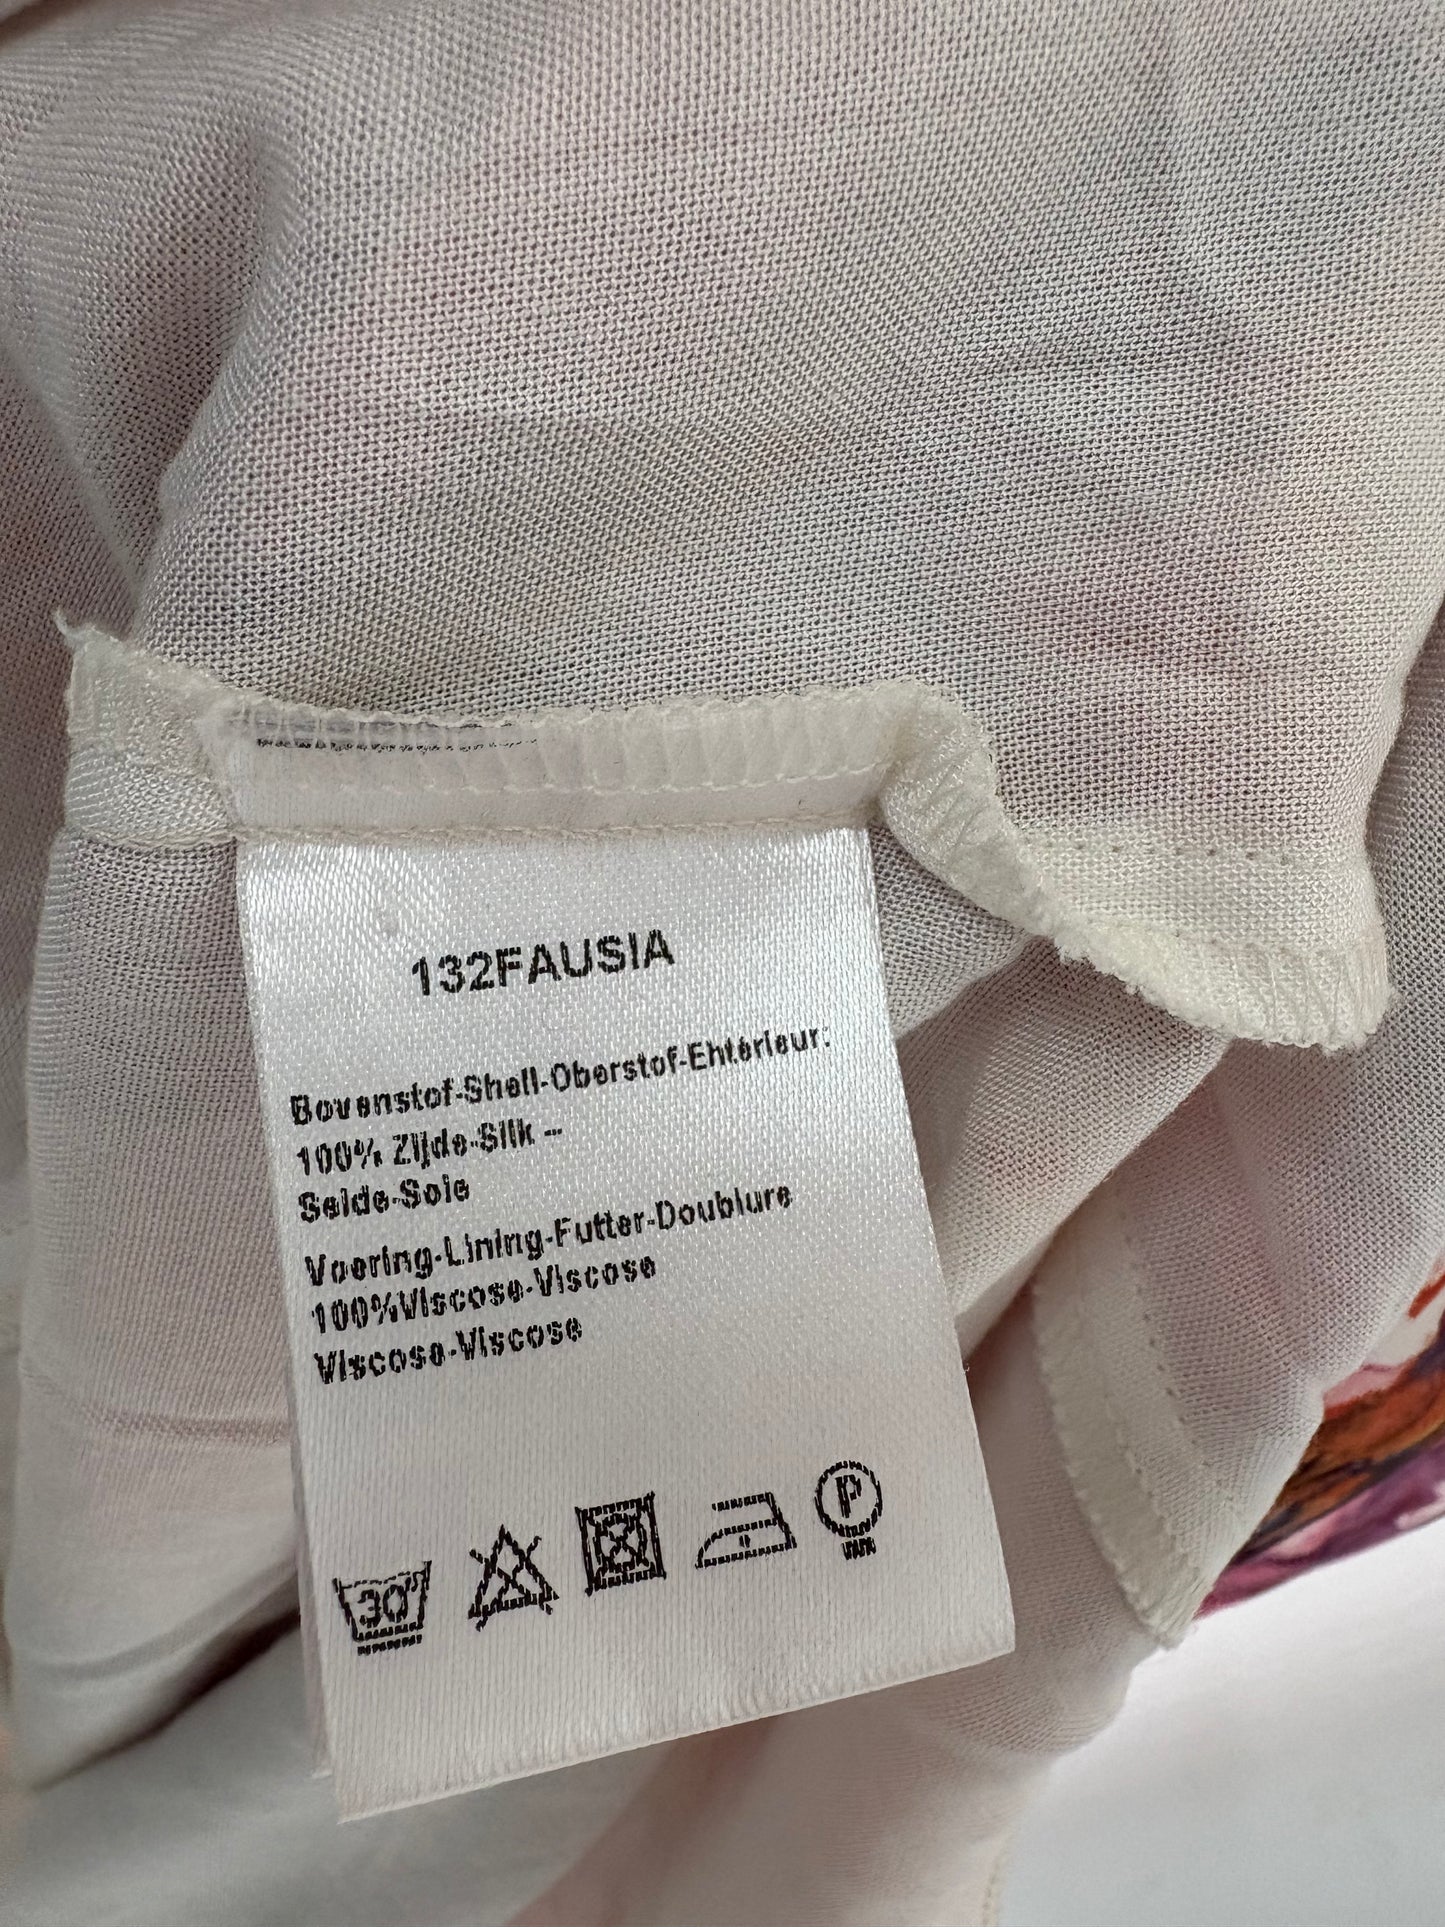 132FAUSIA
Bovenstof-Shell-Oberstof-Ehterieur:
100% Zijde-Silk –
Seide-Soie
Voering-Lining-Futter-Doublure
100%Viscose-Viscose
Viscose-Viscose
30°
P